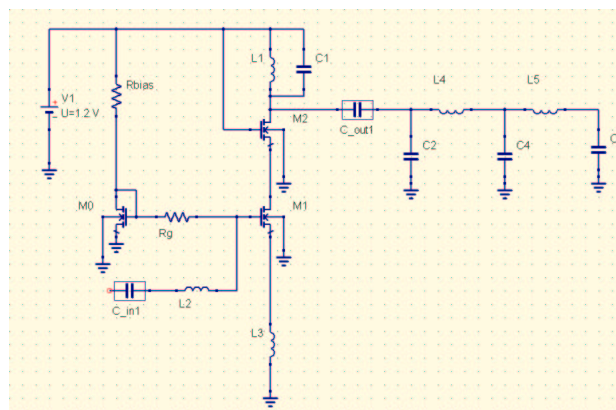 L1
C1
V1
U=1.2 V
Rbias
L4
L5
M2
C_out1
C2
C4
C
M0
M1
Rg
L2
C_in1
L3